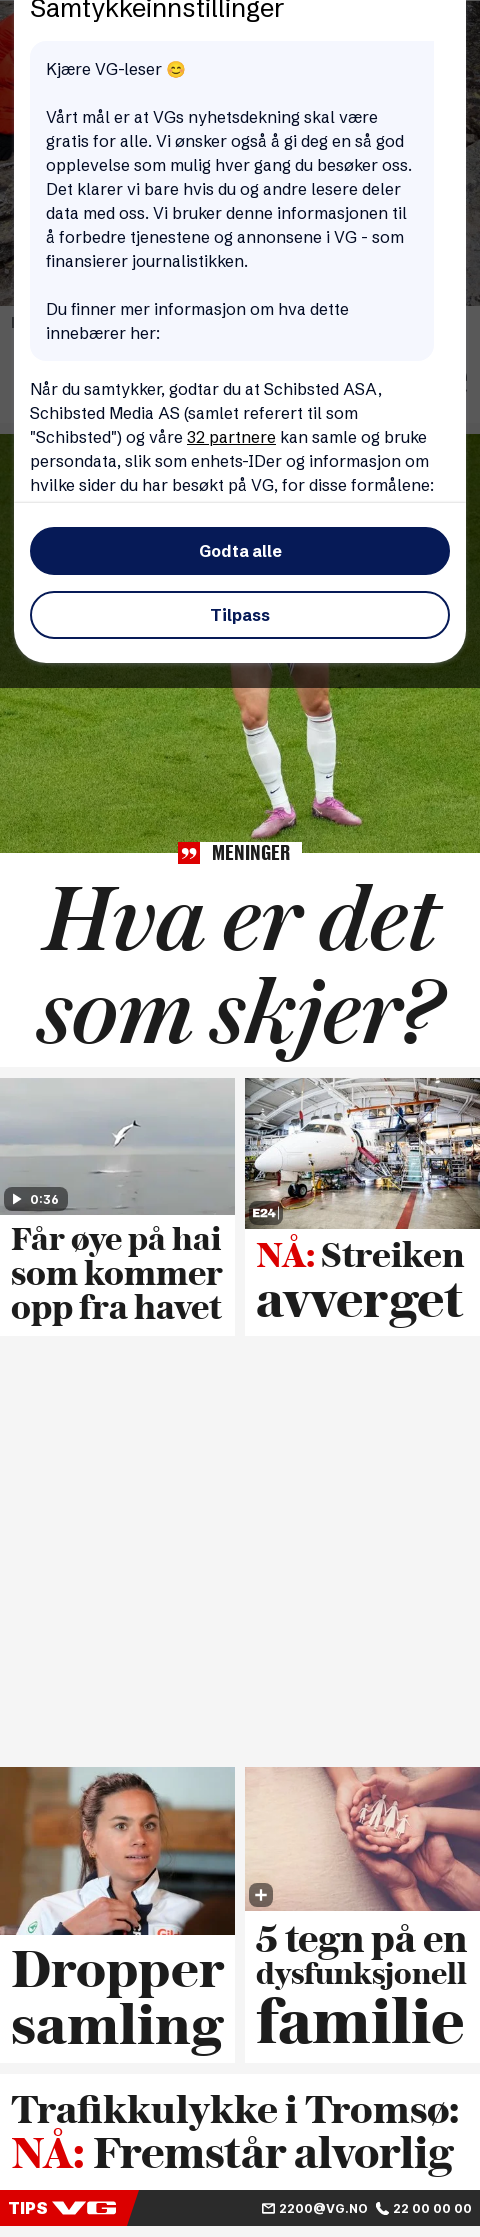 Samtykkeinnstillinger
Kjære VG-leser 😊
Vårt mål er at VGs nyhetsdekning skal være
gratis for alle. Vi ønsker også å gi deg en så god
opplevelse som mulig hver gang du besøker oss.
Det klarer vi bare hvis du og andre lesere deler
data med oss. Vi bruker denne informasjonen til
å forbedre tjenestene og annonsene i VG - som
finansierer journalistikken.
Du finner mer informasjon om hva dette
innebærer her:
Når du samtykker, godtar du at Schibsted ASA,
Schibsted Media AS (samlet referert til som
"Schibsted") og våre 32 partnere kan samle og bruke
persondata, slik som enhets-IDer og informasjon om
hvilke sider du har besøkt på VG, for disse formålene:
Godta alle
Tilpass
MENINGER
Hva er det
som skjer?
0:36
Får øye på hai
som kommer
opp fra havet
E24
NÅ: Streiken
avverget
Dropper
samling
5 tegn på en
dysfunksjonell
familie
Trafikkulykke i Tromsø:
NÅ: Fremstår alvorlig
TIPS VG
2200@VG.NO
22 00 00 00